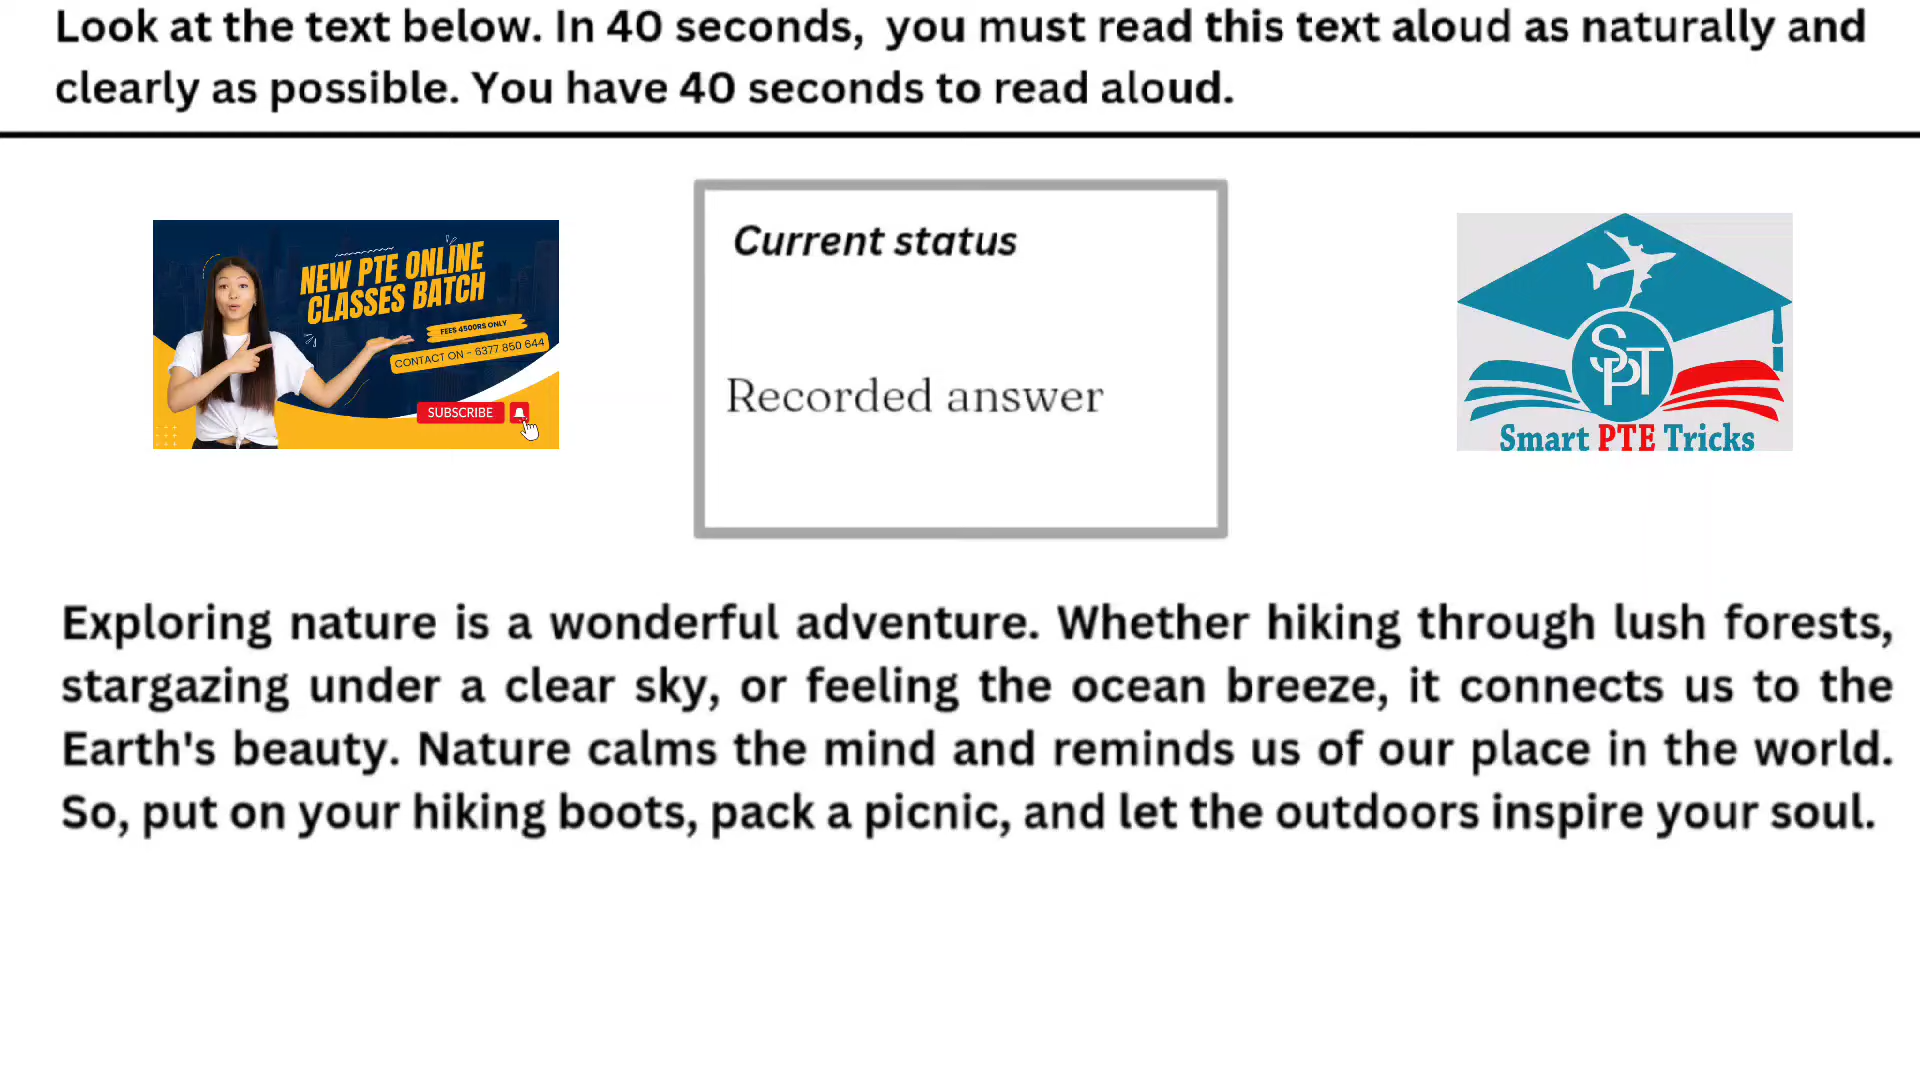 Look at the text below. In 40 seconds, you must read this text aloud as naturally and
clearly as possible. You have 40 seconds to read aloud.
NEW PTE ONLINE
CLASSES BATCH
FEES 4500RS ONLY
CONTACT ON - 6377 850 644
SUBSCRIBE
Current status
Recorded answer
SPT
Smart PTE Tricks
Exploring nature is a wonderful adventure. Whether hiking through lush forests,
stargazing under a clear sky, or feeling the ocean breeze, it connects us to the
Earth's beauty. Nature calms the mind and reminds us of our place in the world.
So, put on your hiking boots, pack a picnic, and let the outdoors inspire your soul.